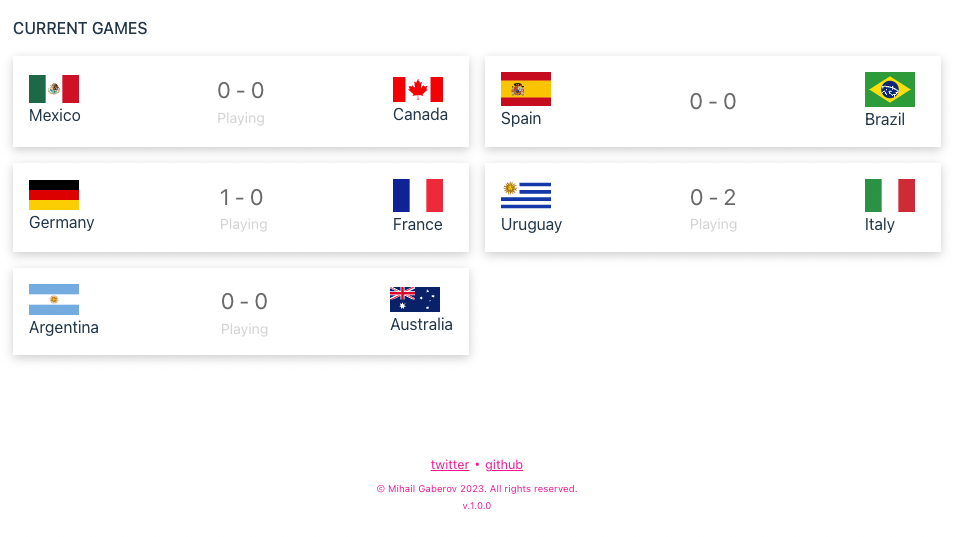 CURRENT GAMES
0 - 0
Playing
Mexico
Canada
0 - 0
Spain
Brazil
1 - 0
Playing
Germany
France
0 - 2
Playing
Uruguay
Italy
0 - 0
Playing
Argentina
Australia
twitter • github
© Mihail Gaberov 2023. All rights reserved.
v.1.0.0